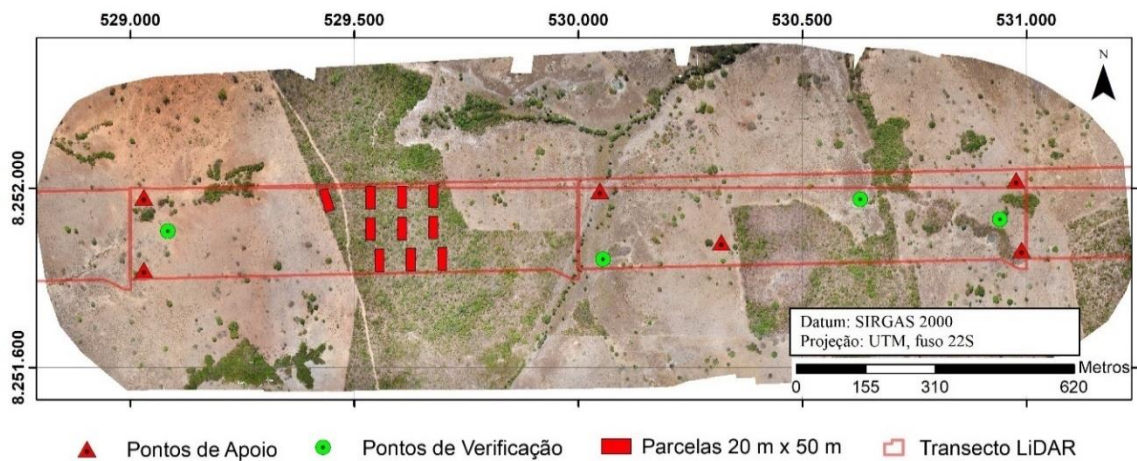 529.000 529.500 530.000 530.500 531.000
N
8.252.000
8.251.600
Datum: SIRGAS 2000
Projeção: UTM, fuso 22S
Metros
0 155 310 620
Pontos de Apoio Pontos de Verificação Parcelas 20 m x 50 m Transecto LiDAR